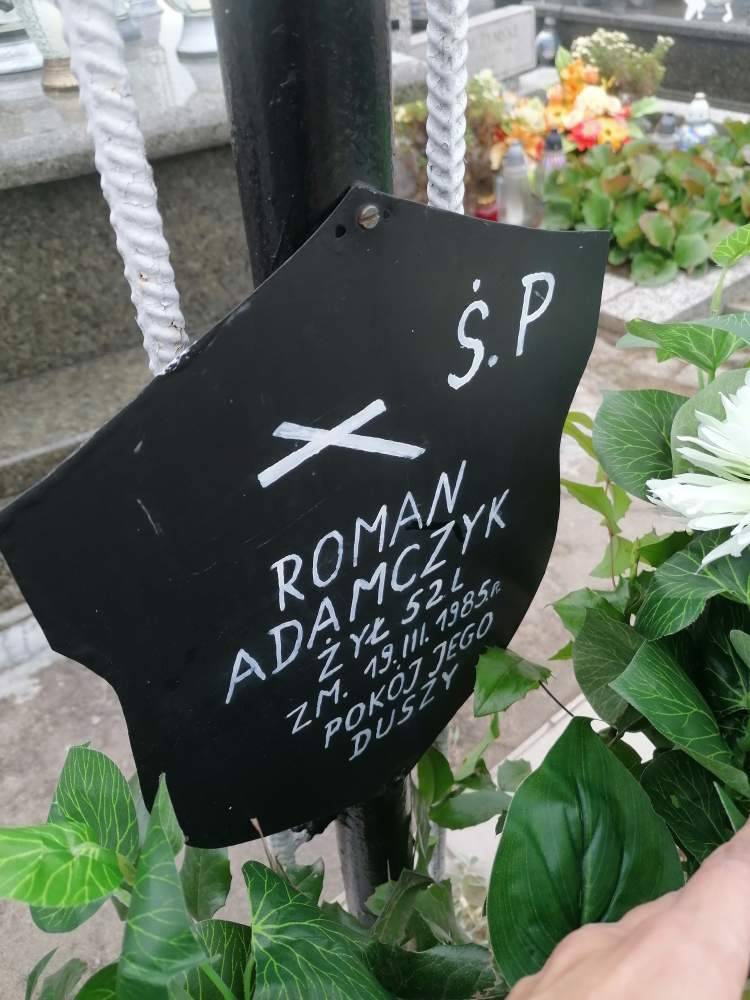 Ś.P
ROMAN
ADAMCZYK
ŻYŁ 52 L
ZM. 19.III.1985.R.
POKÓJ JEGO
DUSZY